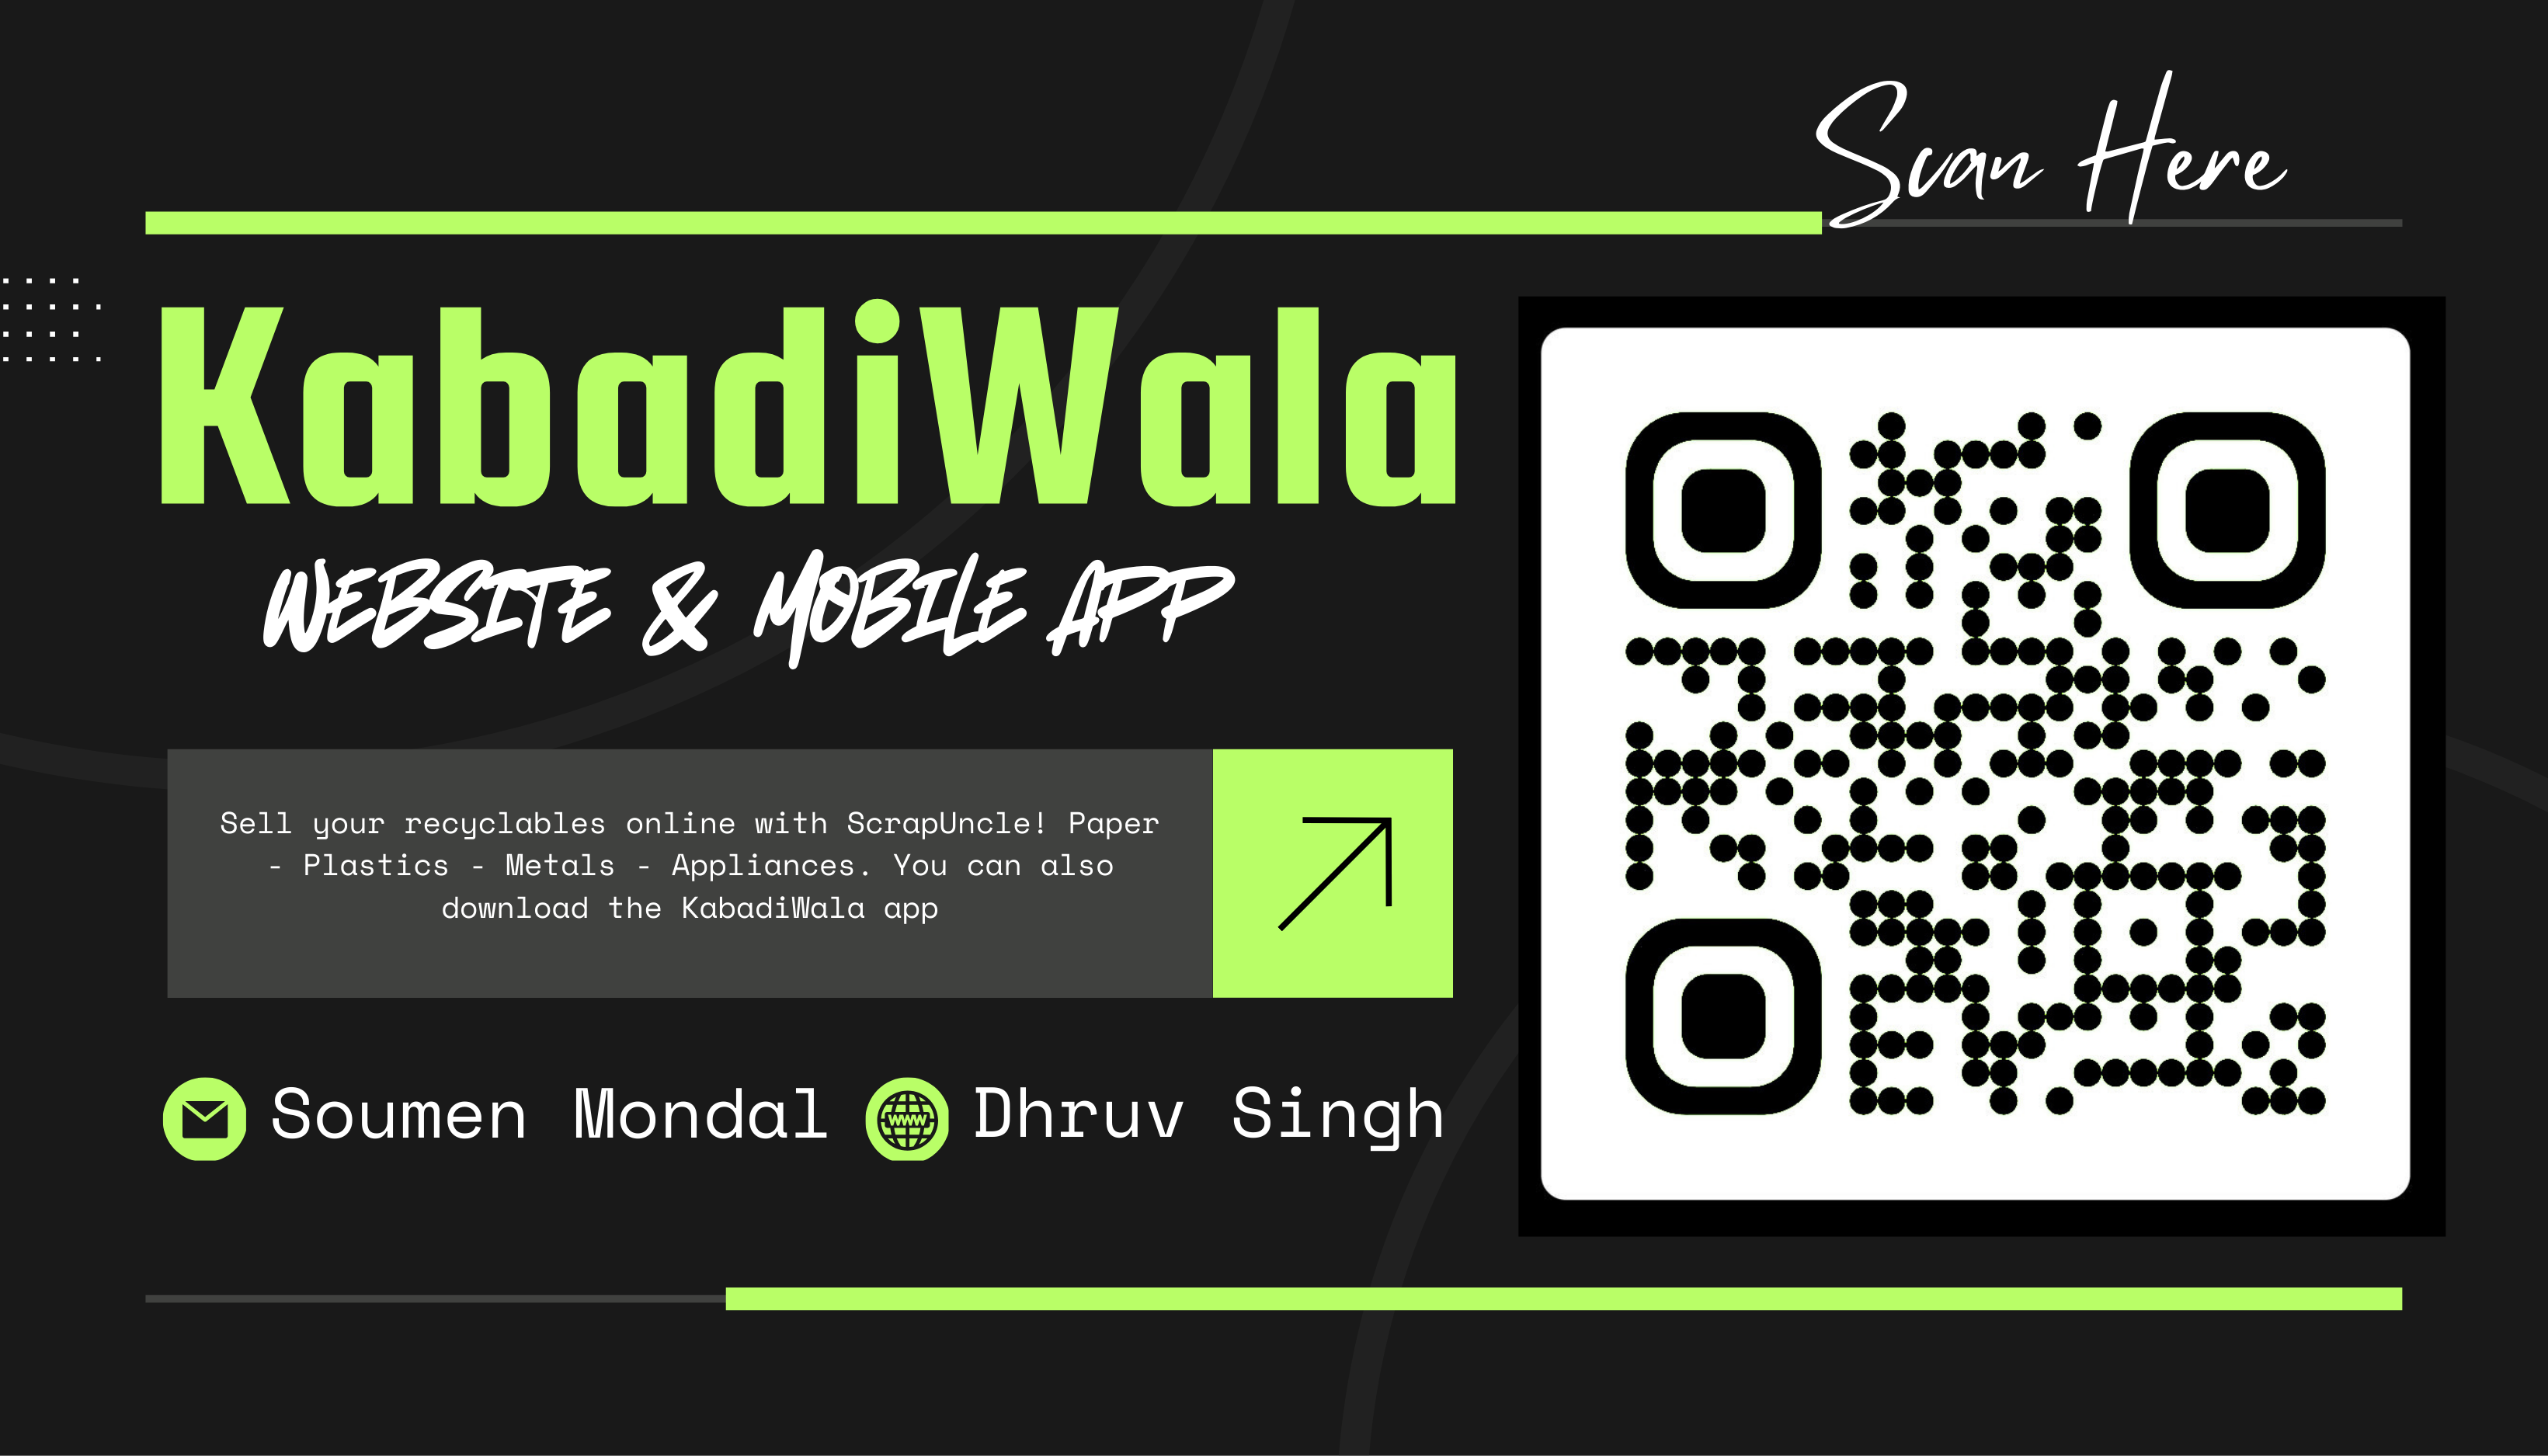 Scan Here
KabadiWala
WEBSITE & MOBILE APP
Sell your recyclables online with ScrapUncle! Paper
- Plastics - Metals - Appliances. You can also
download the KabadiWala app
Soumen Mondal
WWW
Dhruv Singh